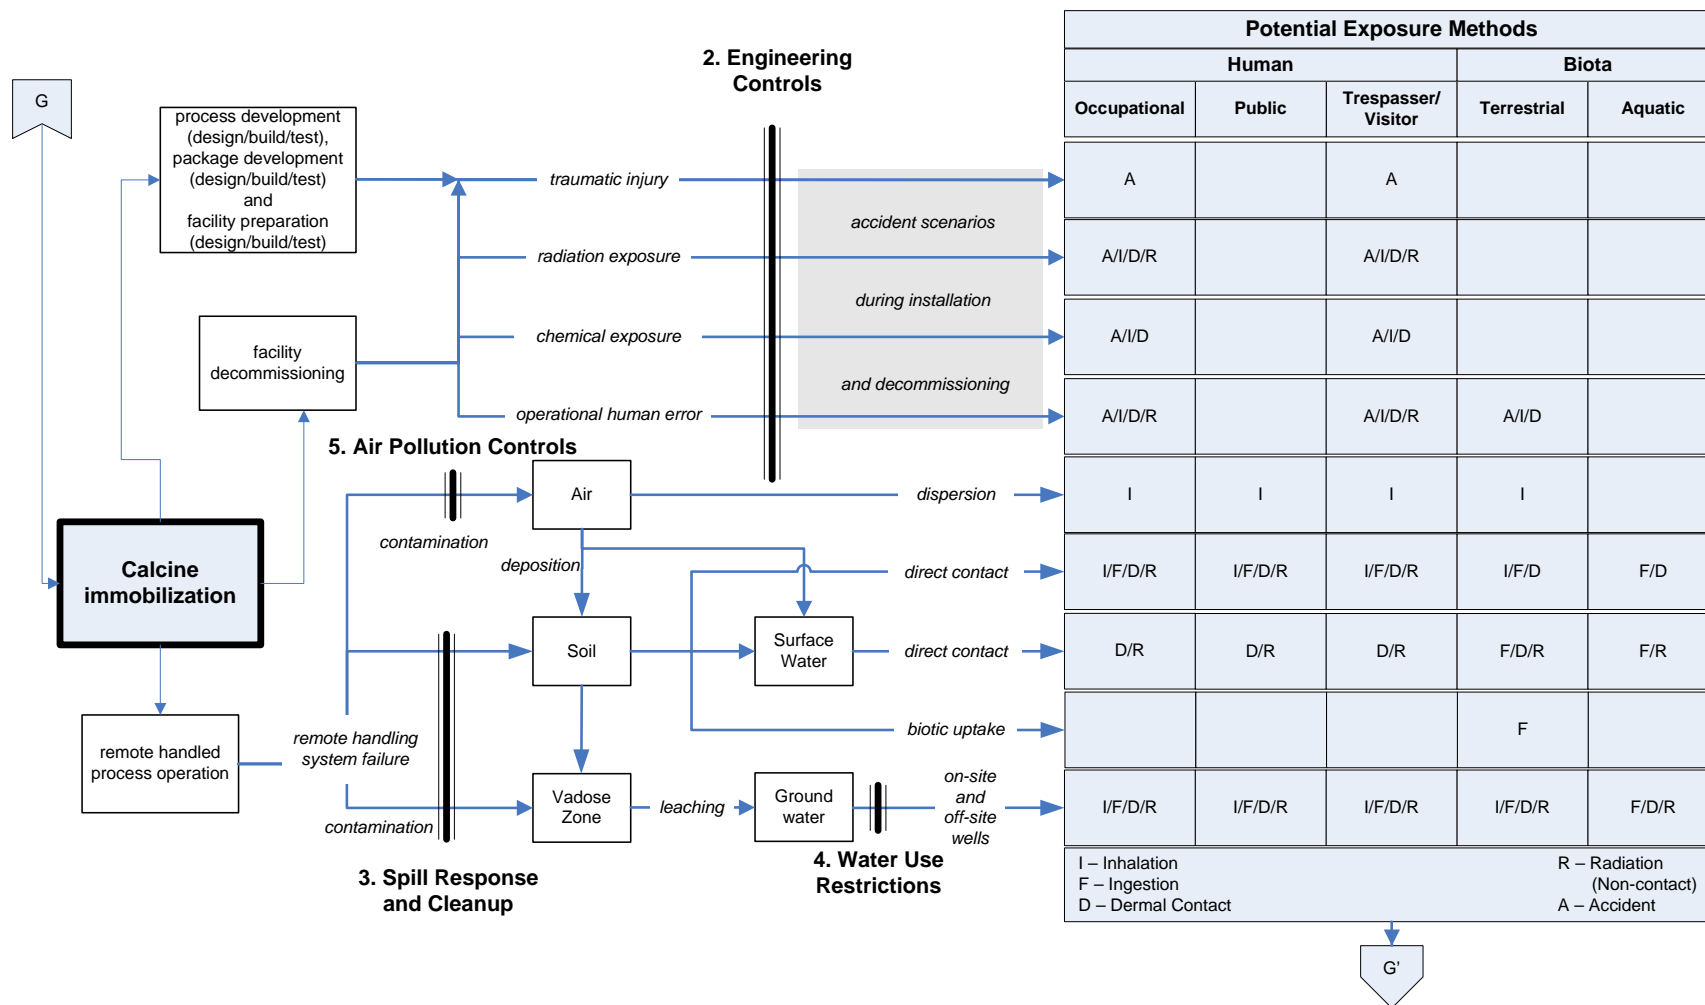 G
process development
(design/build/test),
package development
(design/build/test)
and
facility preparation
(design/build/test)
facility
decommissioning
Calcine
immobilization
remote handled
process operation
2. Engineering
Controls
traumatic injury
radiation exposure
chemical exposure
operational human error
accident scenarios
during installation
and decommissioning
5. Air Pollution Controls
contamination
Air
dispersion
deposition
direct contact
Soil
Surface
Water
direct contact
biotic uptake
remote handling
system failure
contamination
Vadose
Zone
leaching
Ground
water
on-site
and
off-site
wells
3. Spill Response
and Cleanup
4. Water Use
Restrictions
Potential Exposure Methods
Human Biota
Occupational Public Trespasser/ Terrestrial Aquatic
Visitor
A A
A/I/D/R A/I/D/R
A/I/D A/I/D
A/I/D/R A/I/D/R A/I/D
I I I I
I/F/D/R I/F/D/R I/F/D/R I/F/D F/D
D/R D/R D/R F/D/R F/R
F
I/F/D/R I/F/D/R I/F/D/R I/F/D/R F/D/R
I – Inhalation R – Radiation
F – Ingestion (Non-contact)
D – Dermal Contact A – Accident
G’